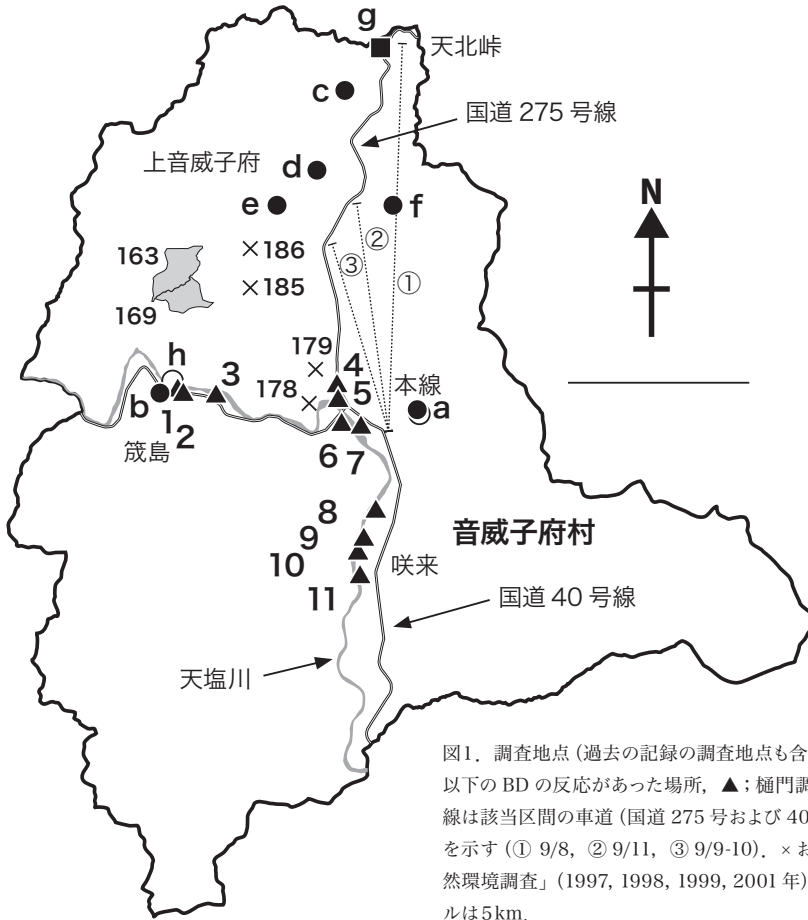 g
天北峠
c
国道 275 号線
上音威子府
d
e
f
N
②
163
×186
③
×185
①
169
179
×
h
4
3
178
×
5
本線
a
b
1
2
6
7
筬島
8
音威子府村
9
10
咲来
11
国道 40 号線
天塩川
図1．調査地点 (過去の記録の調査地点も含
以下の BD の反応があった場所，▲；樋門調
線は該当区間の車道 (国道 275 号および 40
を示す (① 9/8，② 9/11，③ 9/9-10)．× お
然環境調査」(1997, 1998, 1999, 2001 年)
ルは5km．